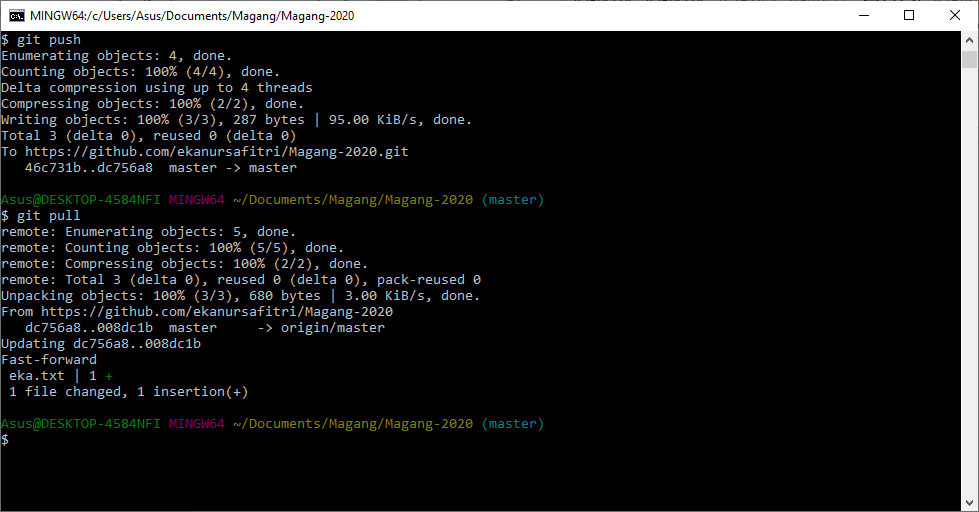 MINGW64:/c/Users/Asus/Documents/Magang/Magang-2020
$ git push
Enumerating objects: 4, done.
Counting objects: 100% (4/4), done.
Delta compression using up to 4 threads
Compressing objects: 100% (2/2), done.
Writing objects: 100% (3/3), 287 bytes | 95.00 KiB/s, done.
Total 3 (delta 0), reused 0 (delta 0)
To https://github.com/ekanursafitri/Magang-2020.git
   46c731b..dc756a8  master -> master

Asus@DESKTOP-4584NFI MINGW64 ~/Documents/Magang/Magang-2020 (master)
$ git pull
remote: Enumerating objects: 5, done.
remote: Counting objects: 100% (5/5), done.
remote: Compressing objects: 100% (2/2), done.
remote: Total 3 (delta 0), reused 0 (delta 0), pack-reused 0
Unpacking objects: 100% (3/3), 680 bytes | 3.00 KiB/s, done.
From https://github.com/ekanursafitri/Magang-2020
   dc756a8..008dc1b  master     -> origin/master
Updating dc756a8..008dc1b
Fast-forward
 eka.txt | 1 +
 1 file changed, 1 insertion(+)

Asus@DESKTOP-4584NFI MINGW64 ~/Documents/Magang/Magang-2020 (master)
$